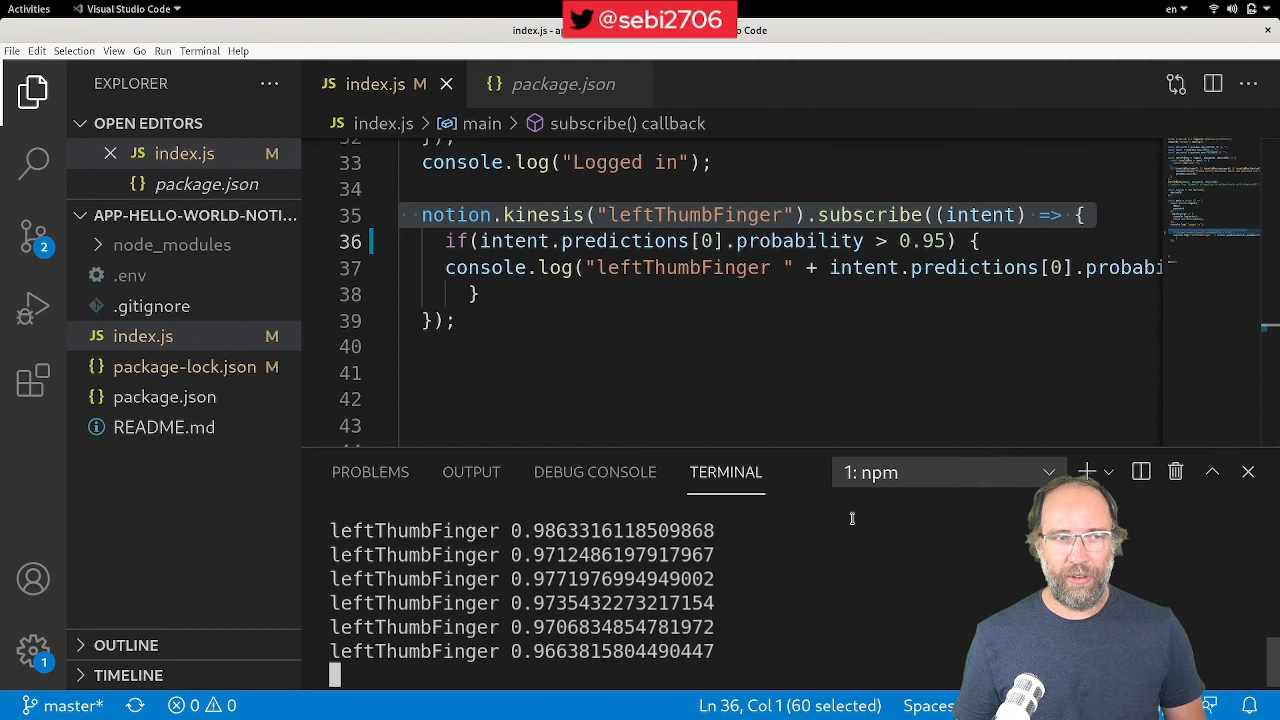 Activities
Visual Studio Code
@sebi2706
en
index.js - ap
o Code
File Edit Selection View Go Run Terminal Help
EXPLORER
OPEN EDITORS
index.js M
package.json
APP-HELLO-WORLD-NOTI...
node_modules
.env
.gitignore
index.js M
package-lock.json M
package.json
README.md
OUTLINE
TIMELINE
2
1
index.js M
package.json
index.js > main > subscribe() callback
32 });
33 console.log("Logged in");
34
35 notion.kinesis("leftThumbFinger").subscribe((intent) => {
36 if(intent.predictions[0].probability > 0.95) {
37 console.log("leftThumbFinger " + intent.predictions[0].probabi
38 }
39 });
40
41
42
43
PROBLEMS OUTPUT DEBUG CONSOLE TERMINAL
1: npm
leftThumbFinger 0.9863316118509868
leftThumbFinger 0.9712486197917967
leftThumbFinger 0.9771976994949002
leftThumbFinger 0.9735432273217154
leftThumbFinger 0.9706834854781972
leftThumbFinger 0.9663815804490447
master* 0 0
Ln 36, Col 1 (60 selected)
Spaces